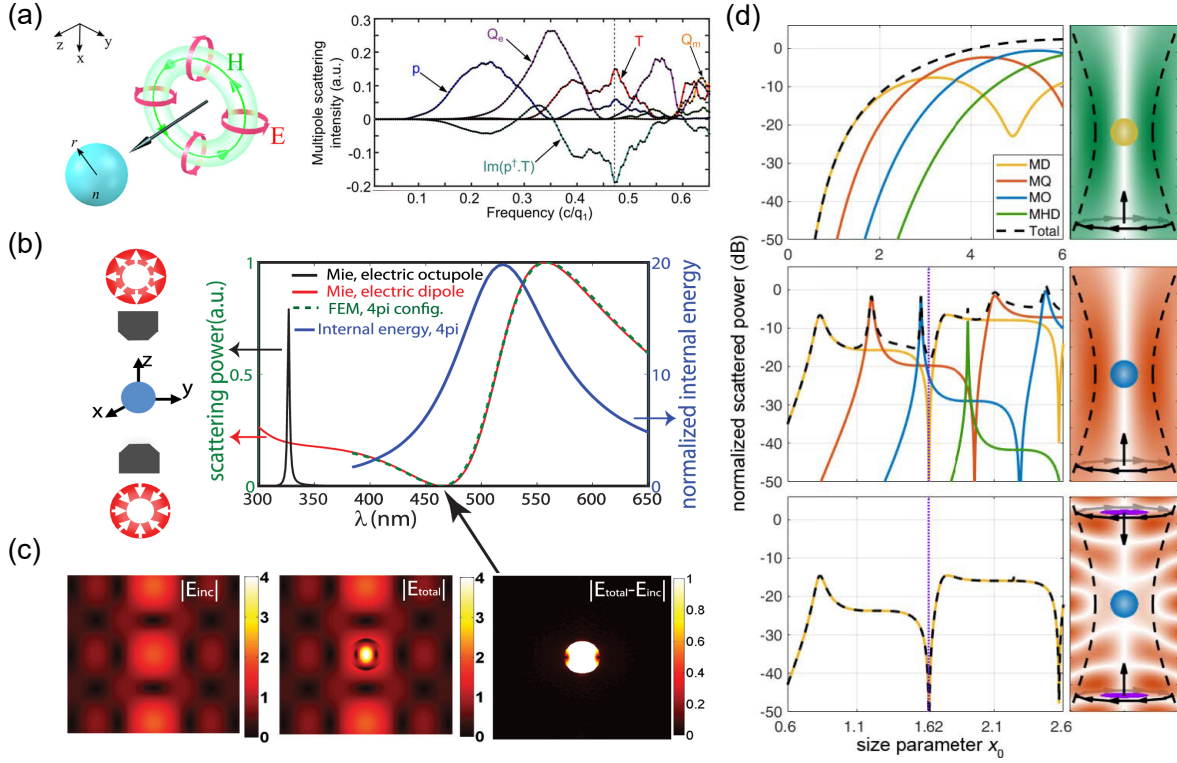 (a)
z
y
x
H
E
r
n
Multipole scattering
intensity (a.u.)
0.3
0.2
0.1
0
-0.1
-0.2
p
Qe
T
Qm
Im(p†.T)
0.1 0.2 0.3 0.4 0.5 0.6
Frequency (c/q1)
(b)
z
y
x
scattering power(a.u.)
1
0.5
0
Mie, electric octupole
Mie, electric dipole
FEM, 4pi config.
Internal energy, 4pi
20
10
0
normalized internal energy
300 350 400 450 500 550 600 650
λ(nm)
(c)
|Einc|
4
3
2
1
0
|Etotal|
4
3
2
1
0
|Etotal-Einc|
1
0.8
0.6
0.4
0.2
0
(d)
normalized scattered power (dB)
0
-10
-20
-30
-40
-50
MD
MQ
MO
MHD
Total
0 2 4 6
0
-10
-20
-30
-40
-50
0
-10
-20
-30
-40
-50
0.6 1.1 1.62 2.1 2.6
size parameter x0